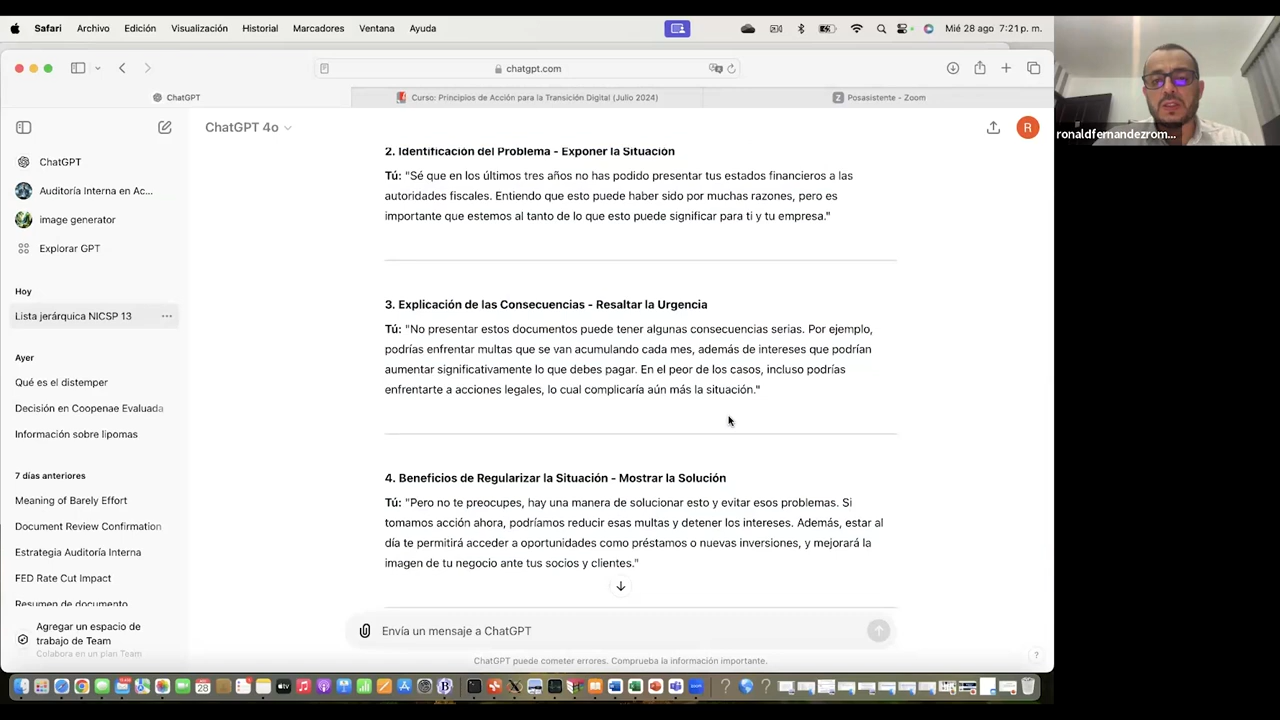 Safari Archivo Edición Visualización Historial Marcadores Ventana Ayuda Mié 28 ago 7:21 p. m.
chatgpt.com
ChatGPT
Curso: Principios de Acción para la Transición Digital (Julio 2024)
Posasistente - Zoom
ChatGPT 4o
R
ronaldfernandezrom...
ChatGPT
Auditoría Interna en Ac...
image generator
Explorar GPT
Hoy
Lista jerárquica NICSP 13
Ayer
Qué es el distemper
Decisión en Coopenae Evaluada
Información sobre lipomas
7 días anteriores
Meaning of Barely Effort
Document Review Confirmation
Estrategia Auditoría Interna
FED Rate Cut Impact
Resumen de documento
Agregar un espacio de
trabajo de Team
Colabora en un plan Team
2. Identificación del Problema - Exponer la Situación
Tú: "Sé que en los últimos tres años no has podido presentar tus estados financieros a las
autoridades fiscales. Entiendo que esto puede haber sido por muchas razones, pero es
importante que estemos al tanto de lo que esto puede significar para ti y tu empresa."
3. Explicación de las Consecuencias - Resaltar la Urgencia
Tú: "No presentar estos documentos puede tener algunas consecuencias serias. Por ejemplo,
podrías enfrentar multas que se van acumulando cada mes, además de intereses que podrían
aumentar significativamente lo que debes pagar. En el peor de los casos, incluso podrías
enfrentarte a acciones legales, lo cual complicaría aún más la situación."
4. Beneficios de Regularizar la Situación - Mostrar la Solución
Tú: "Pero no te preocupes, hay una manera de solucionar esto y evitar esos problemas. Si
tomamos acción ahora, podríamos reducir esas multas y detener los intereses. Además, estar al
día te permitirá acceder a oportunidades como préstamos o nuevas inversiones, y mejorará la
imagen de tu negocio ante tus socios y clientes."
Envía un mensaje a ChatGPT
ChatGPT puede cometer errores. Comprueba la información importante.
?